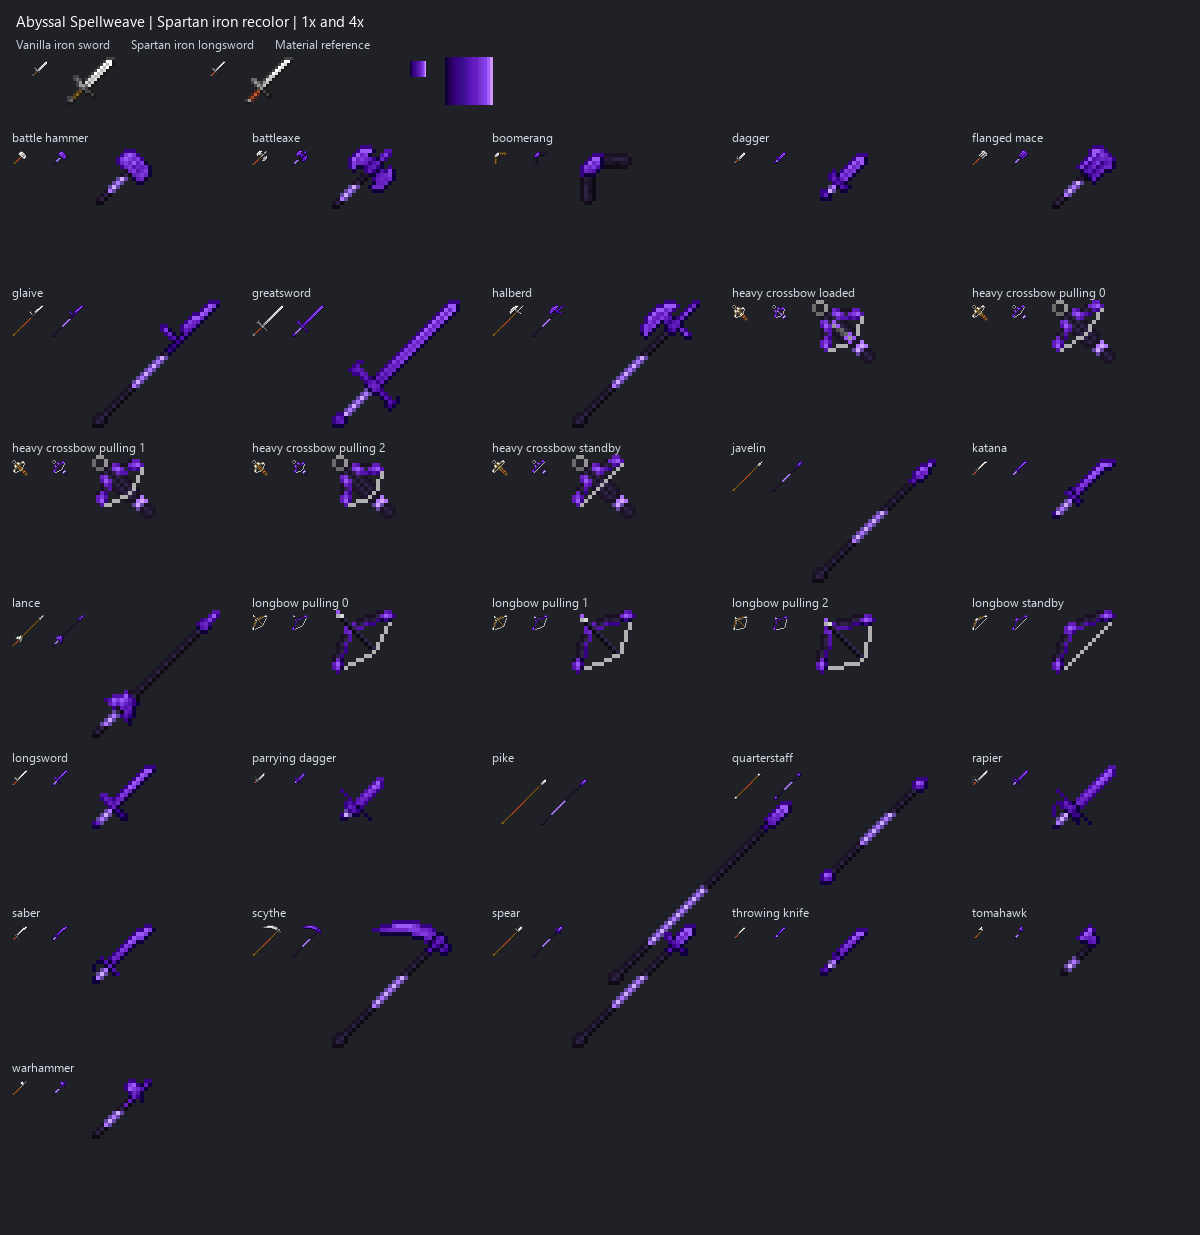 Abyssal Spellweave | Spartan iron recolor | 1x and 4x
Vanilla iron sword Spartan iron longsword Material reference
battle hammer battleaxe boomerang dagger flanged mace
glaive greatsword halberd heavy crossbow loaded heavy crossbow pulling 0
heavy crossbow pulling 1 heavy crossbow pulling 2 heavy crossbow standby javelin katana
lance longbow pulling 0 longbow pulling 1 longbow pulling 2 longbow standby
longsword parrying dagger pike quarterstaff rapier
saber scythe spear throwing knife tomahawk
warhammer